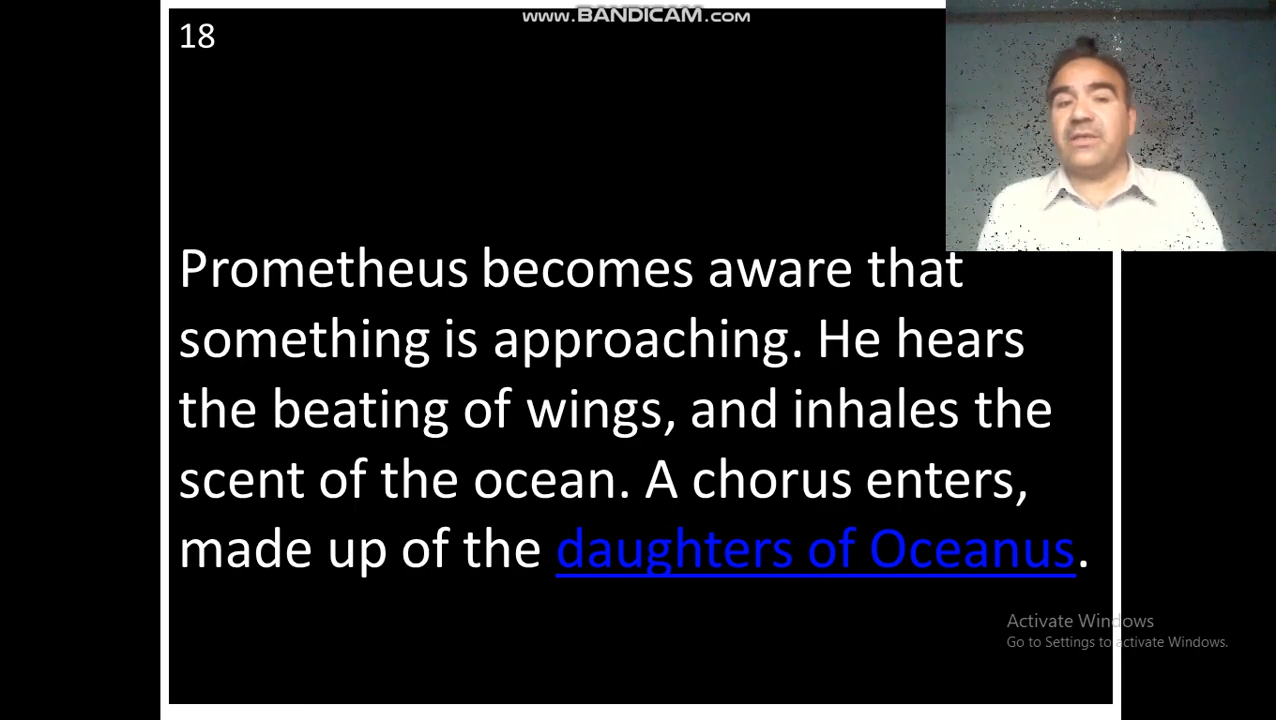 www.BANDICAM.com
18
Prometheus becomes aware that
something is approaching. He hears
the beating of wings, and inhales the
scent of the ocean. A chorus enters,
made up of the daughters of Oceanus.
Activate Windows
Go to Settings to activate Windows.